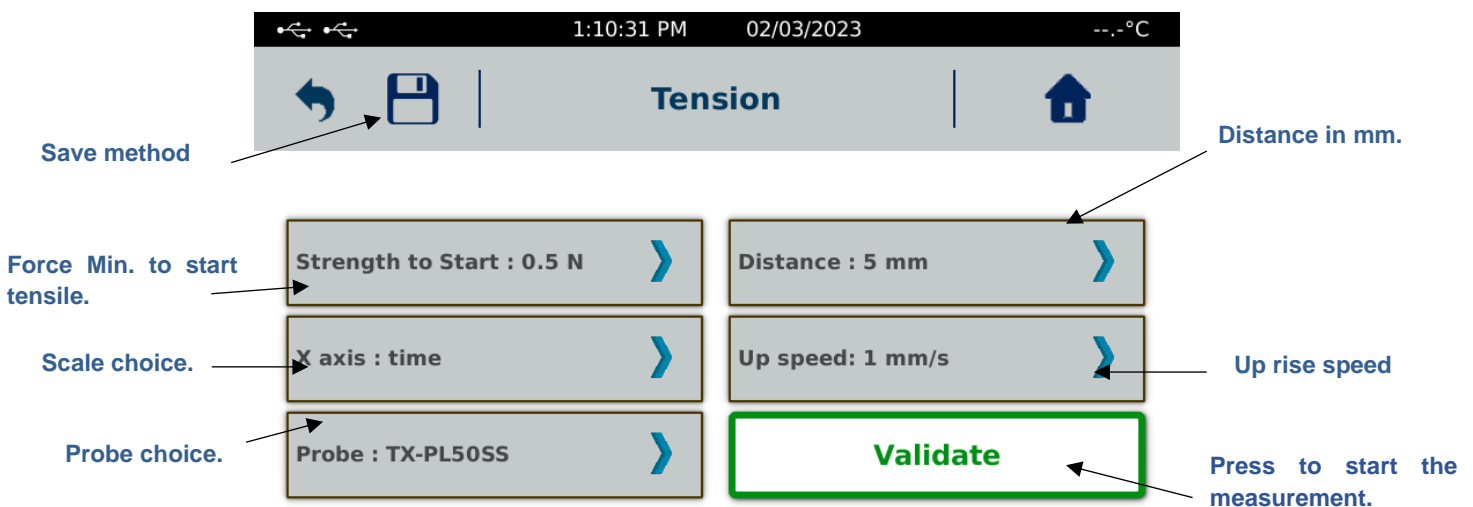 1:10:31 PM 02/03/2023 --.-°C
Tension
Save method
Distance in mm.
Force Min. to start
tensile.
Strength to Start : 0.5 N
Distance : 5 mm
Scale choice.
X axis : time
Up speed: 1 mm/s
Up rise speed
Probe choice.
Probe : TX-PL50SS
Validate
Press to start the
measurement.